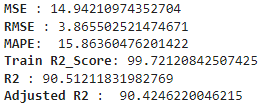 MSE : 14.94210974352704
RMSE : 3.865502521474671
MAPE: 15.86360476201422
Train R2_Score: 99.72120842507425
R2 : 90.51211831982769
Adjusted R2 : 90.4246220046215